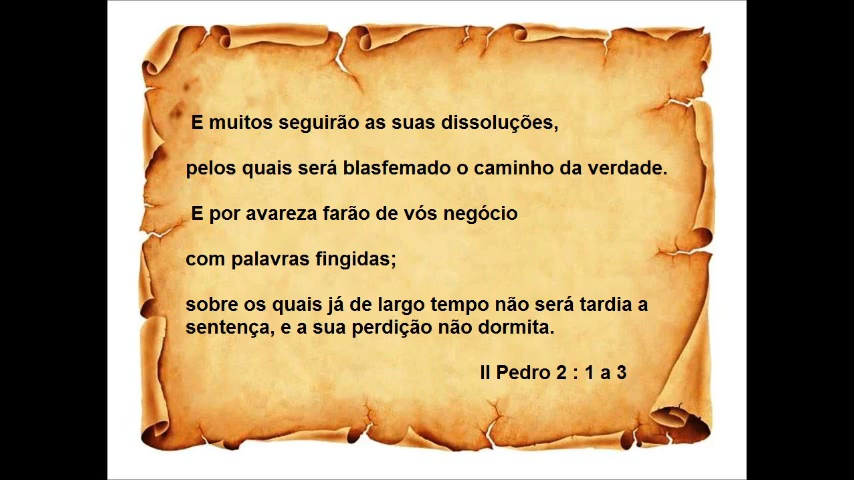 E muitos seguirão as suas dissoluções,
pelos quais será blasfemado o caminho da verdade.
E por avareza farão de vós negócio
com palavras fingidas;
sobre os quais já de largo tempo não será tardia a
sentença, e a sua perdição não dormita.
II Pedro 2 : 1 a 3